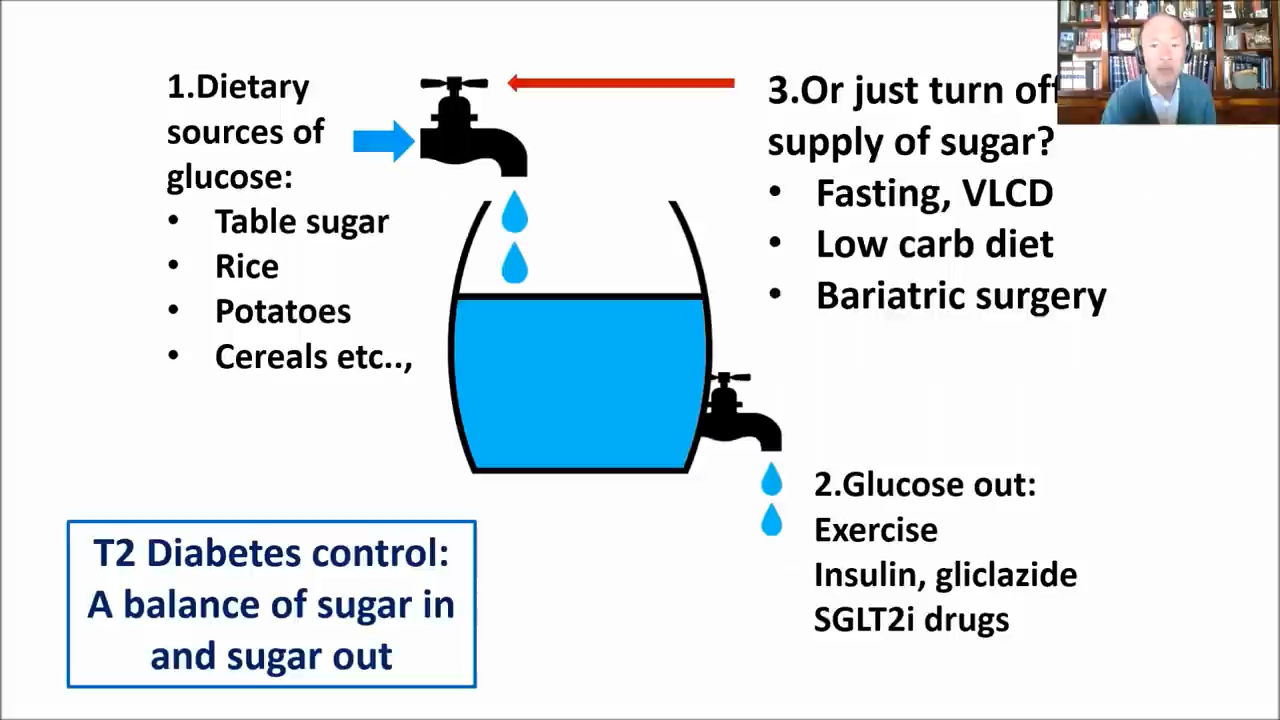 1.Dietary
sources of
glucose:
• Table sugar
• Rice
• Potatoes
• Cereals etc..,
3.Or just turn off
supply of sugar?
• Fasting, VLCD
• Low carb diet
• Bariatric surgery
2.Glucose out:
Exercise
Insulin, gliclazide
SGLT2i drugs
T2 Diabetes control:
A balance of sugar in
and sugar out